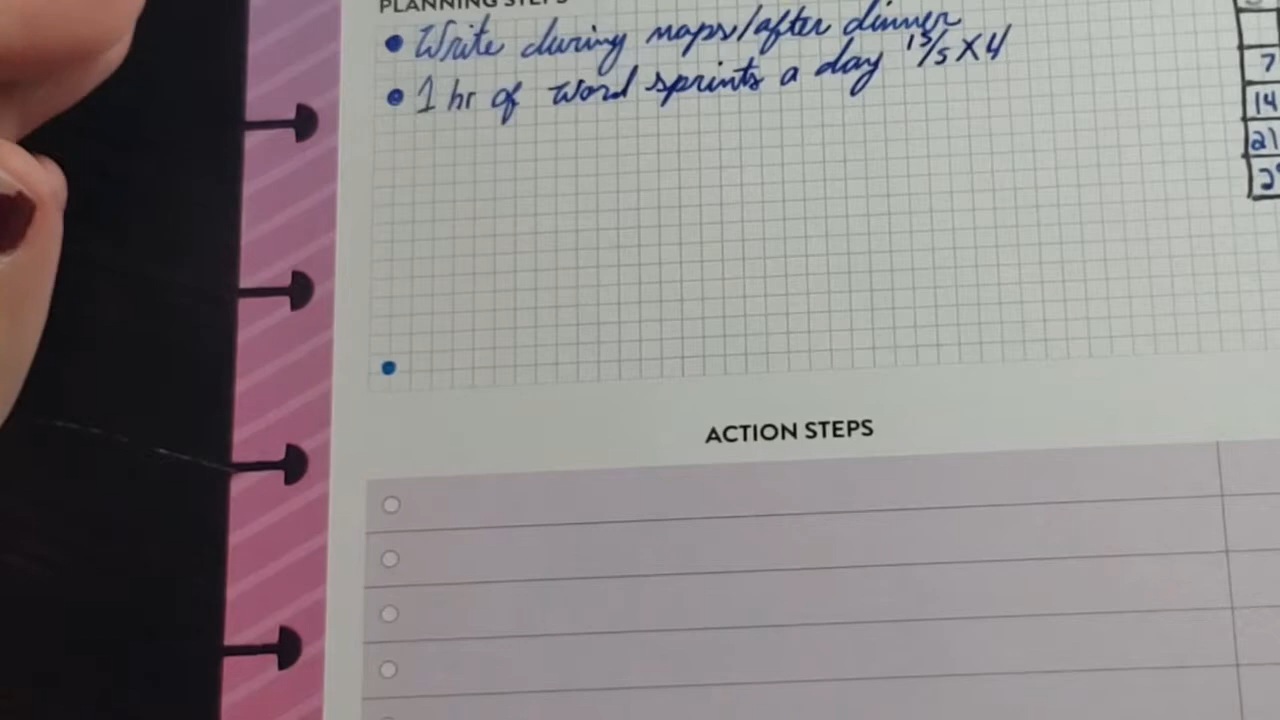 PLANNING STEPS
• Write during naps/after dinner
• 1 hr of word sprints a day 15/5 X 4
7
14
21
•
ACTION STEPS